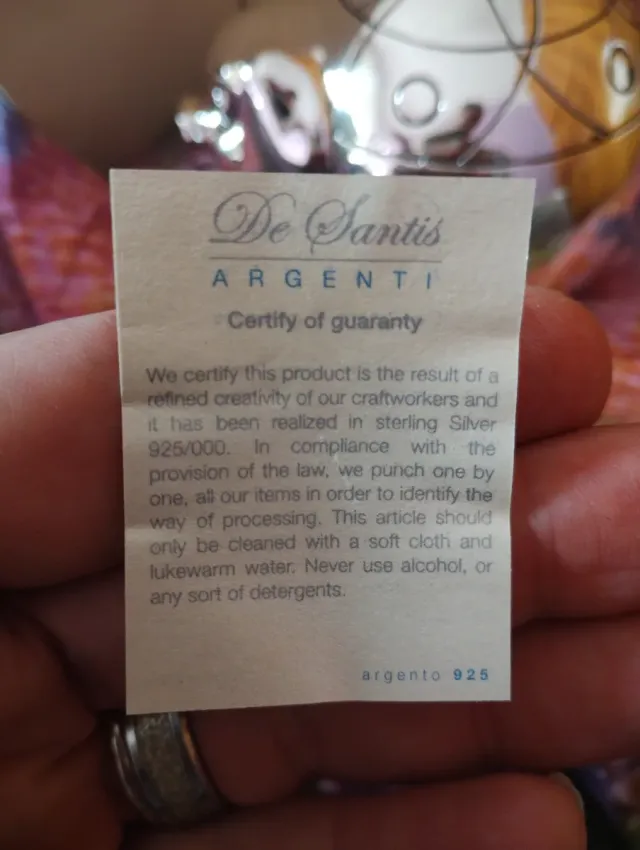 De Santis
ARGENTI
Certify of guaranty
We certify this product is the result of a
refined creativity of our craftworkers and
it has been realized in sterling Silver
925/000. In compliance with the
provision of the law, we punch one by
one, all our items in order to identify the
way of processing. This article should
only be cleaned with a soft cloth and
lukewarm water. Never use alcohol, or
any sort of detergents.
argento 925